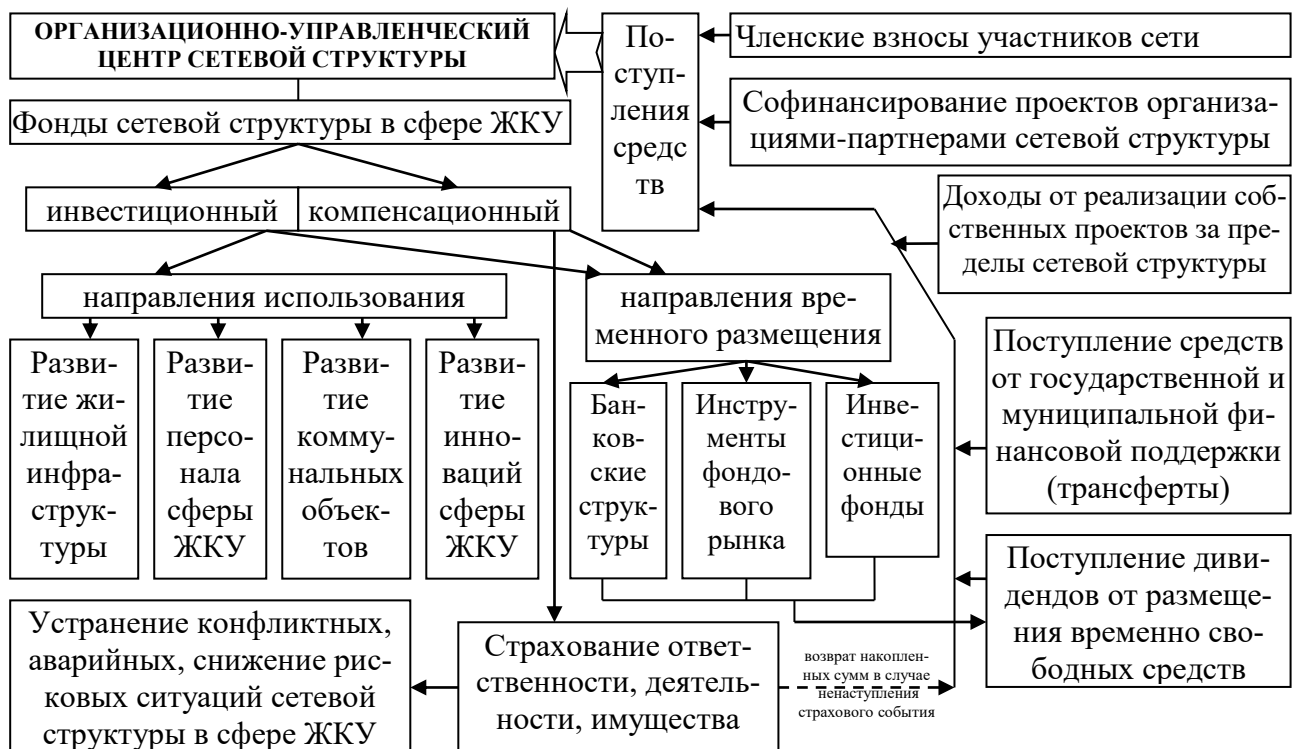 ОРГАНИЗАЦИОННО-УПРАВЛЕНЧЕСКИЙ
ЦЕНТР СЕТЕВОЙ СТРУКТУРЫ
По-
ступ-
ления
средс
тв
Членские взносы участников сети
Софинансирование проектов организа-
циями-партнерами сетевой структуры
Фонды сетевой структуры в сфере ЖКУ
инвестиционный
компенсационный
Доходы от реализации соб-
ственных проектов за пре-
делы сетевой структуры
направления использования
направления вре-
менного размещения
Разви-
тие жи-
лищной
инфра-
струк-
туры
Разви-
тие
персо-
нала
сферы
ЖКУ
Разви-
тие
комму-
нальных
объек-
тов
Разви-
тие
инно-
ваций
сферы
ЖКУ
Бан-
ков-
ские
струк-
туры
Инстру-
менты
фондо-
вого
рынка
Инве-
стици-
онные
фонды
Поступление средств
от государственной и
муниципальной фи-
нансовой поддержки
(трансферты)
Поступление диви-
дендов от размеще-
ния временно сво-
бодных средств
Устранение конфликтных,
аварийных, снижение рис-
ковых ситуаций сетевой
структуры в сфере ЖКУ
Страхование ответ-
ственности, деятель-
ности, имущества
возврат накоплен-
ных сумм в случае
ненаступления
страхового события